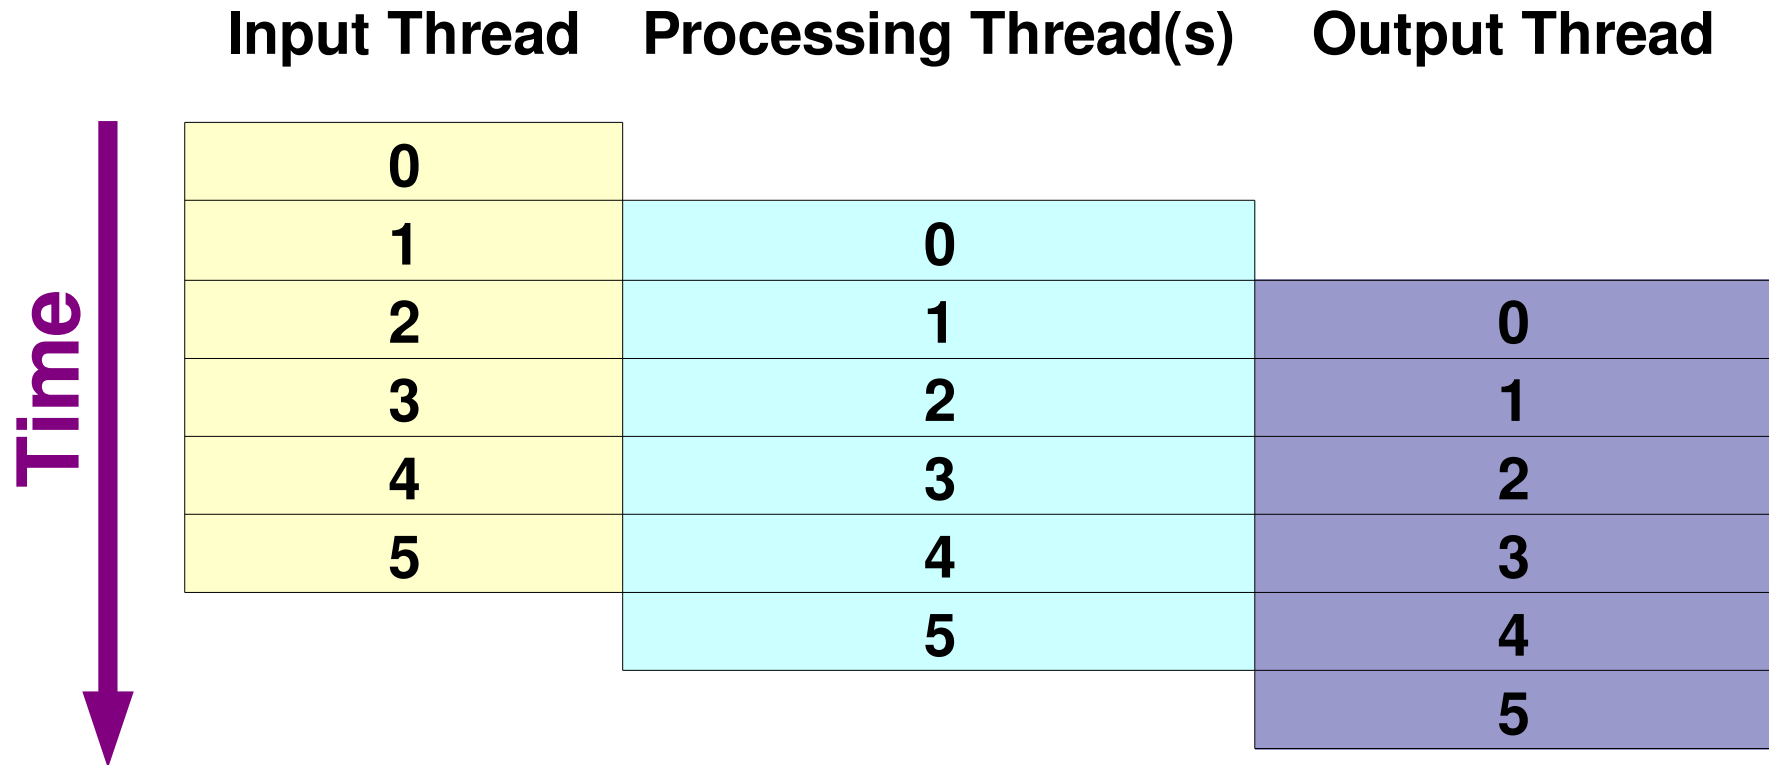 Input Thread Processing Thread(s) Output Thread
Time
0
1 0
2 1 0
3 2 1
4 3 2
5 4 3
5 4
5